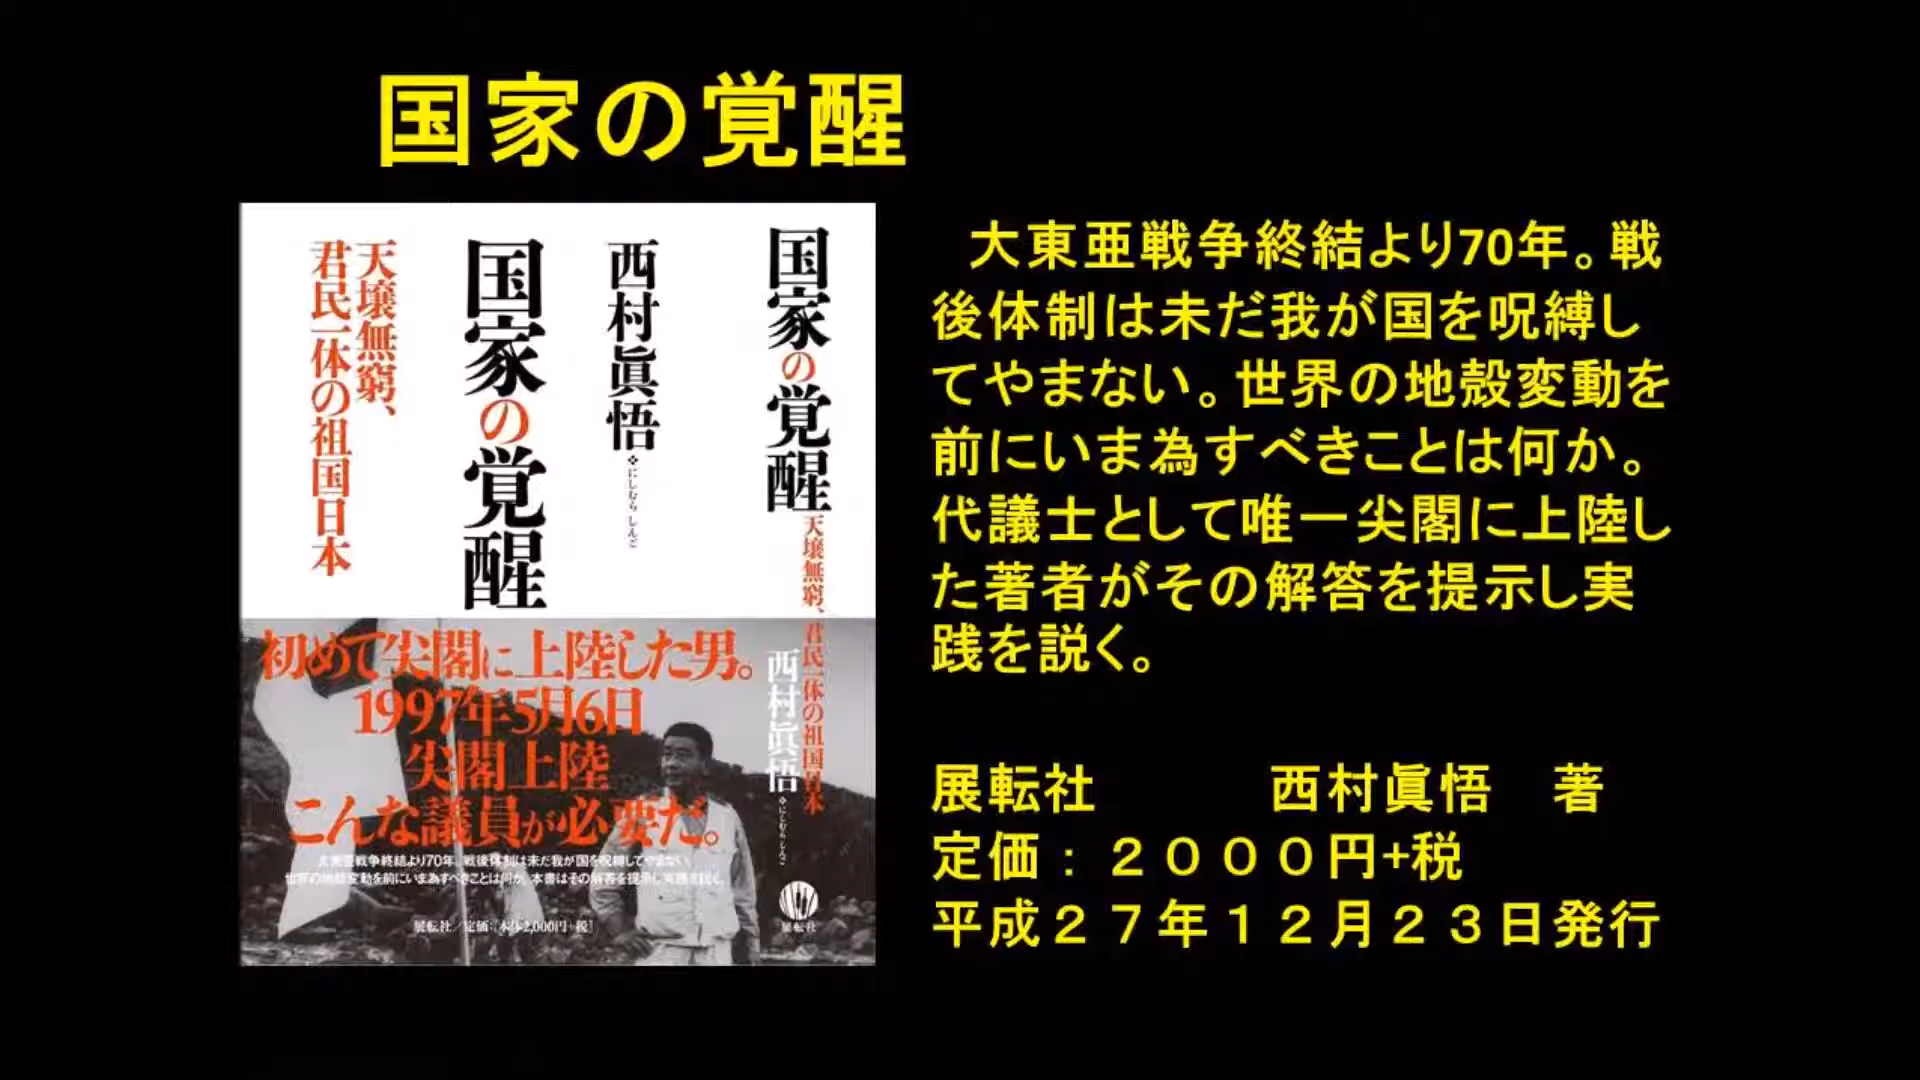 国家の覚醒
国家の覚醒
天壌無窮、君民一体の祖国日本
西村眞悟
にしむら しんご
展転社
西村眞悟
にしむら しんご
国家の覚醒
天壌無窮、
君民一体の祖国日本
初めて尖閣に上陸した男。
1997年5月6日
尖閣上陸
こんな議員が必要だ。
大東亜戦争終結より70年。戦後体制は未だ我が国を呪縛してやまない。
世界の地殻変動を前にいま為すべきことは何か。本書はその解答を提示し実践を説く。
展転社/定価:[本体2,000円+税]
大東亜戦争終結より70年。戦
後体制は未だ我が国を呪縛し
てやまない。世界の地殻変動を
前にいま為すべきことは何か。
代議士として唯一尖閣に上陸し
た著者がその解答を提示し実
践を説く。
展転社　　　西村眞悟　著
定価：２０００円+税
平成２７年１２月２３日発行